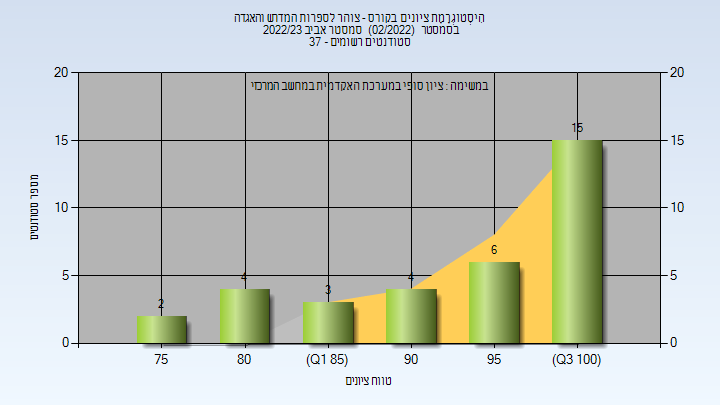 היסטוגרמת ציונים בקורס - צוהר לספרות המדרש והאגדה
בסמסטר (02/2022) סמסטר אביב 2022/23
סטודנטים רשומים - 37
במשימה : ציון סופי במערכת האקדמית במחשב המרכזי
20
15
10
5
0
20
15
10
5
0
מספר סטודנטים
2
4
3
4
6
15
75
80
(Q1 85)
90
95
(Q3 100)
טווח ציונים